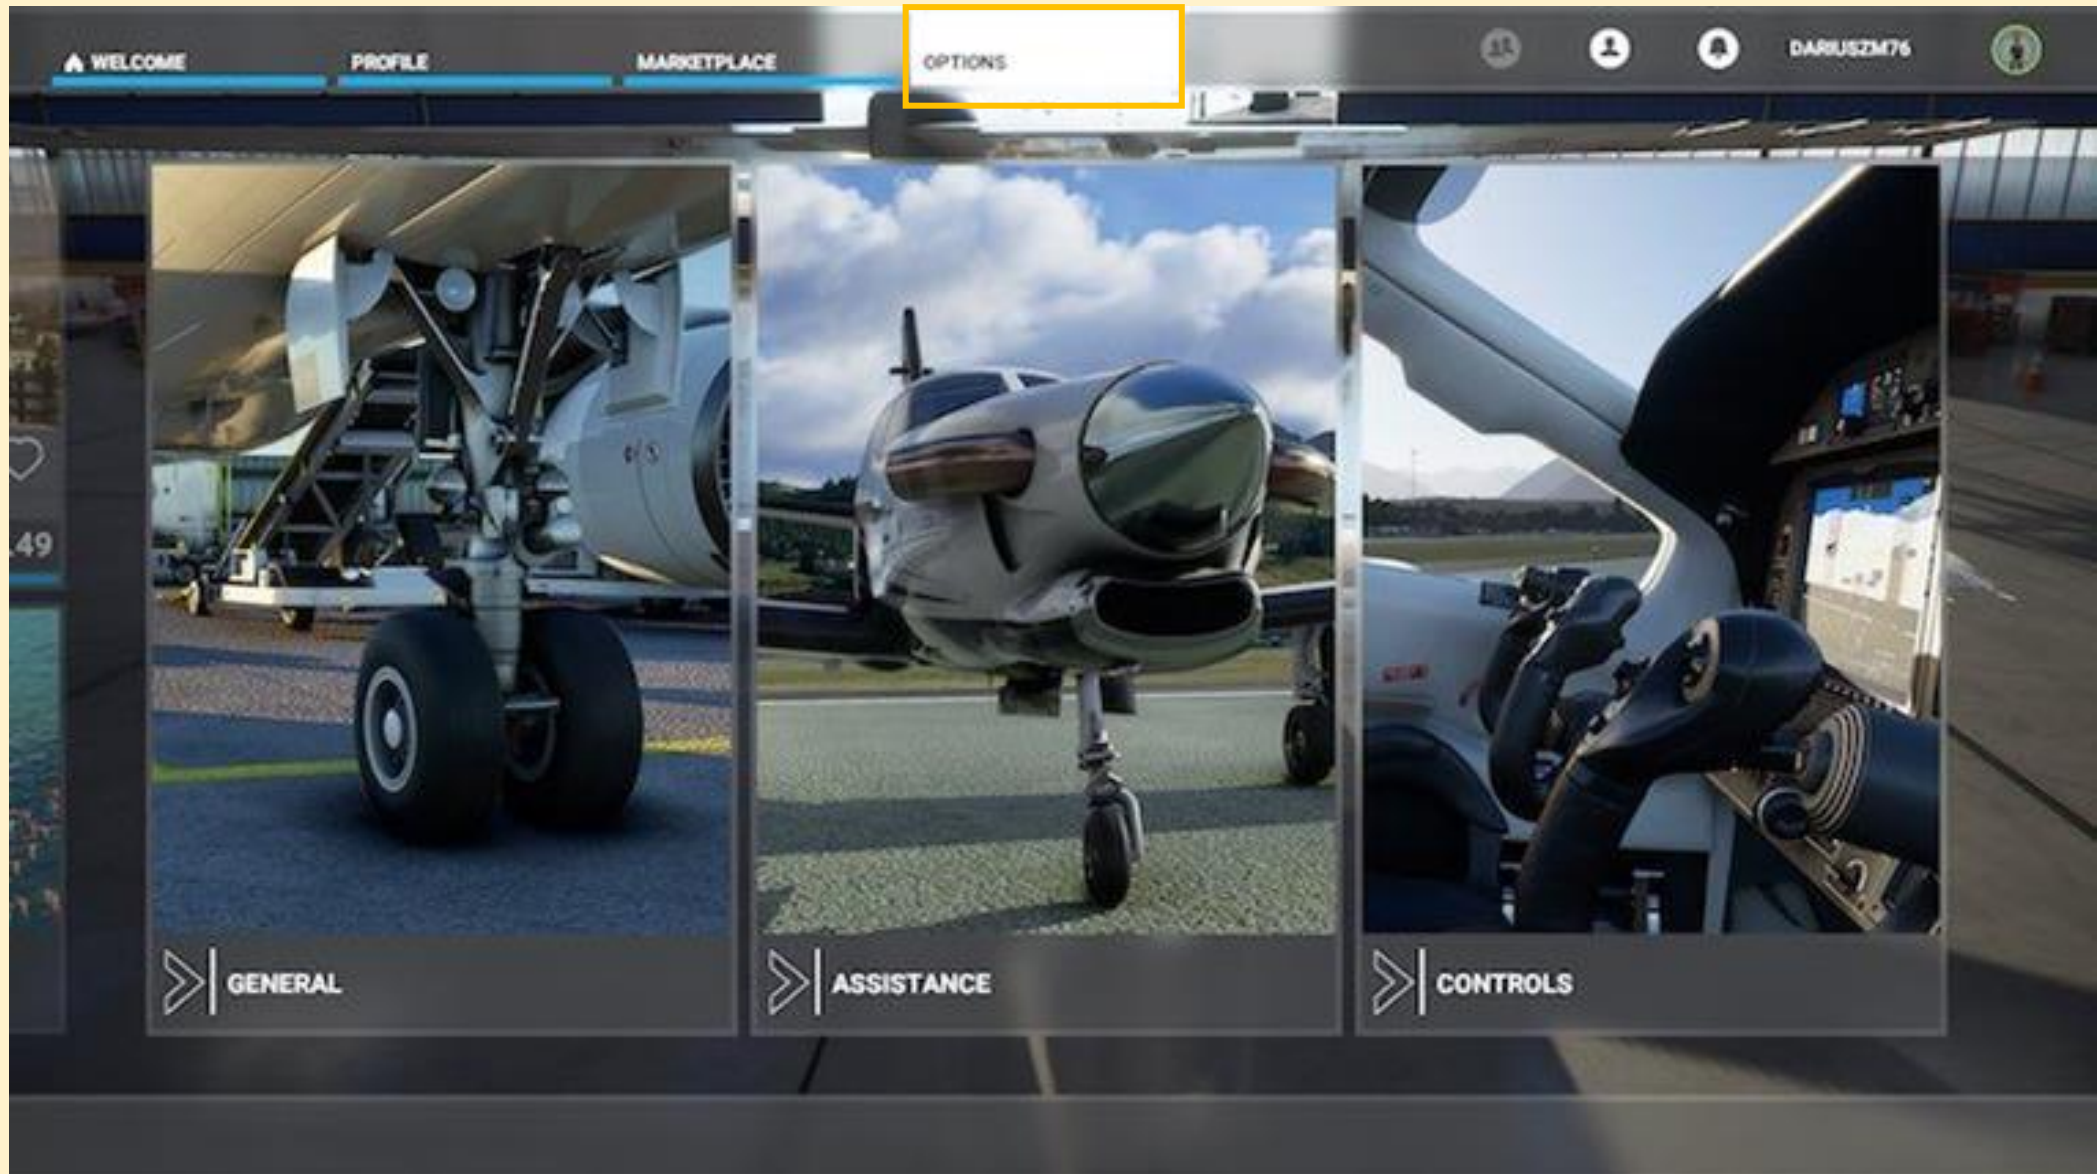 WELCOME
PROFILE
MARKETPLACE
OPTIONS
DARIUSZM76
.49
GENERAL
ASSISTANCE
CONTROLS